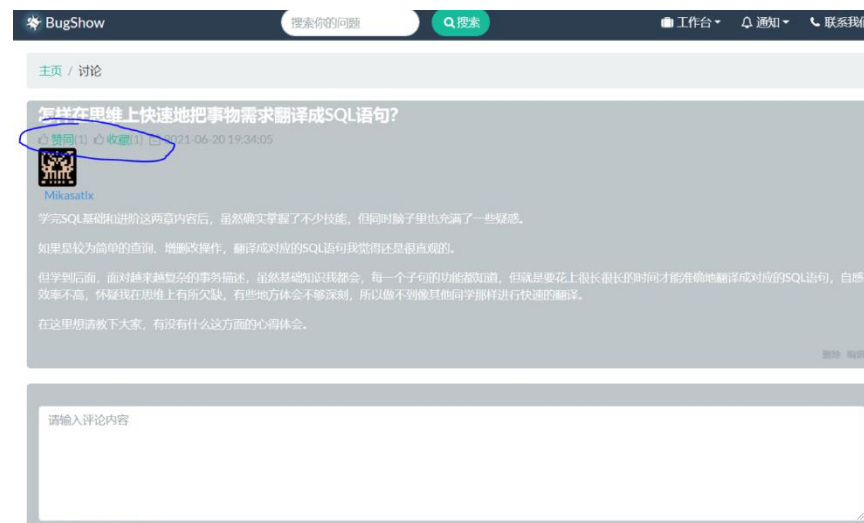 BugShow
搜索你的问题
搜索
工作台
通知
联系我们
主页 / 讨论
怎样在思维上快速地把事物需求翻译成SQL语句?
赞同(1) 收藏(1) 2021-06-20 19:34:05
Mikasatlx
学完SQL基础和进阶这两章内容后，虽然确实掌握了不少技能，但同时脑子里也充满了一些疑惑。
如果是较为简单的查询、增删改操作，翻译成对应的SQL语句我觉得还是很直观的。
但学到后面，面对越来越复杂的事务描述，虽然基础知识我都会，每一个子句的功能都知道，但就是要花上很长很长的时间才能准确地翻译成对应的SQL语句，自感
效率不高，怀疑我在思维上有所欠缺，有些地方体会不够深刻，所以做不到像其他同学那样进行快速的翻译。
在这里想请教下大家，有没有什么这方面的心得体会。
删除 编辑
请输入评论内容